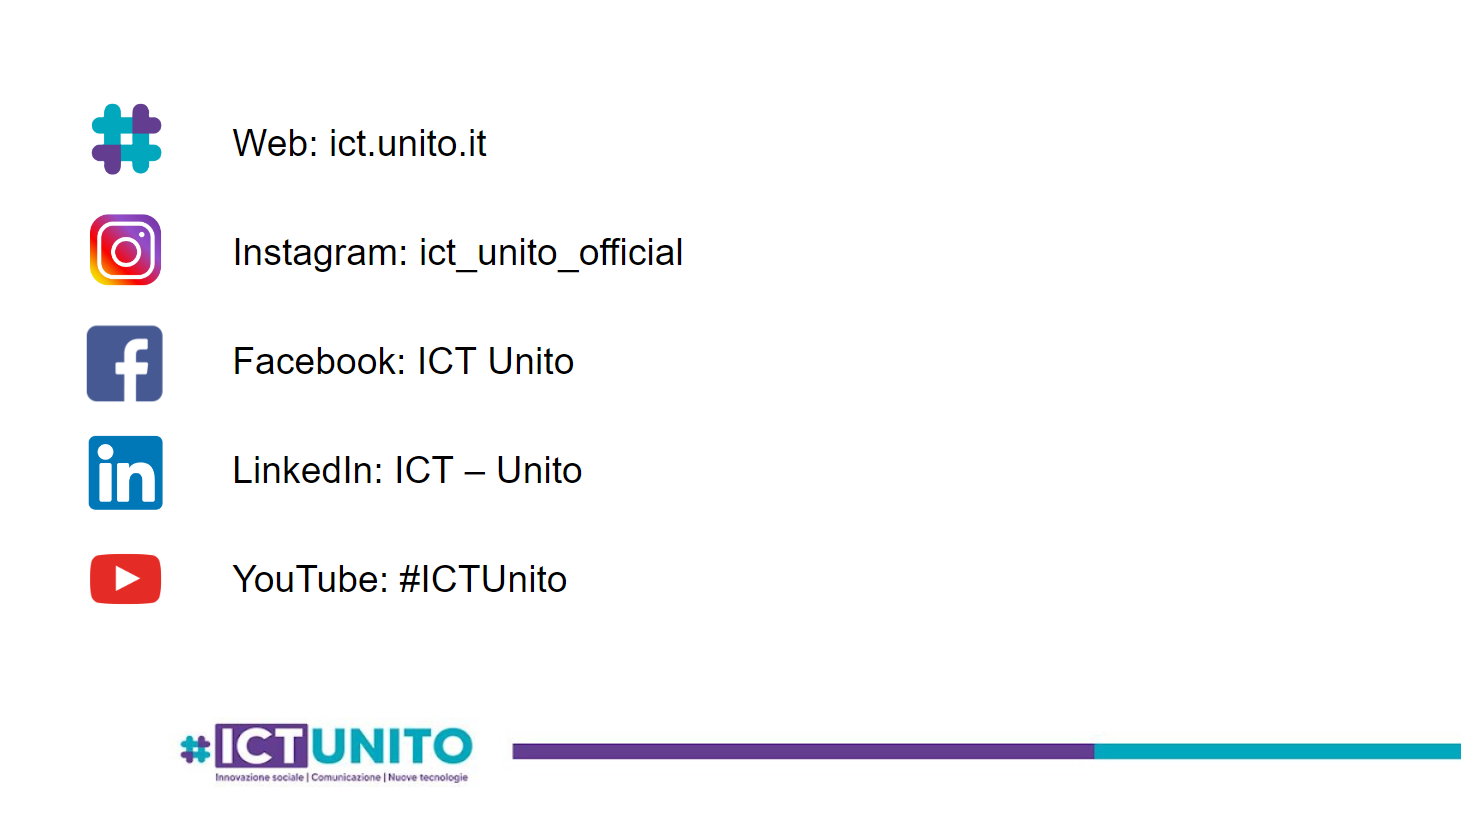 Web: ict.unito.it
Instagram: ict_unito_official
Facebook: ICT Unito
LinkedIn: ICT – Unito
YouTube: #ICTUnito
#ICTUNITO
Innovazione sociale | Comunicazione | Nuove tecnologie